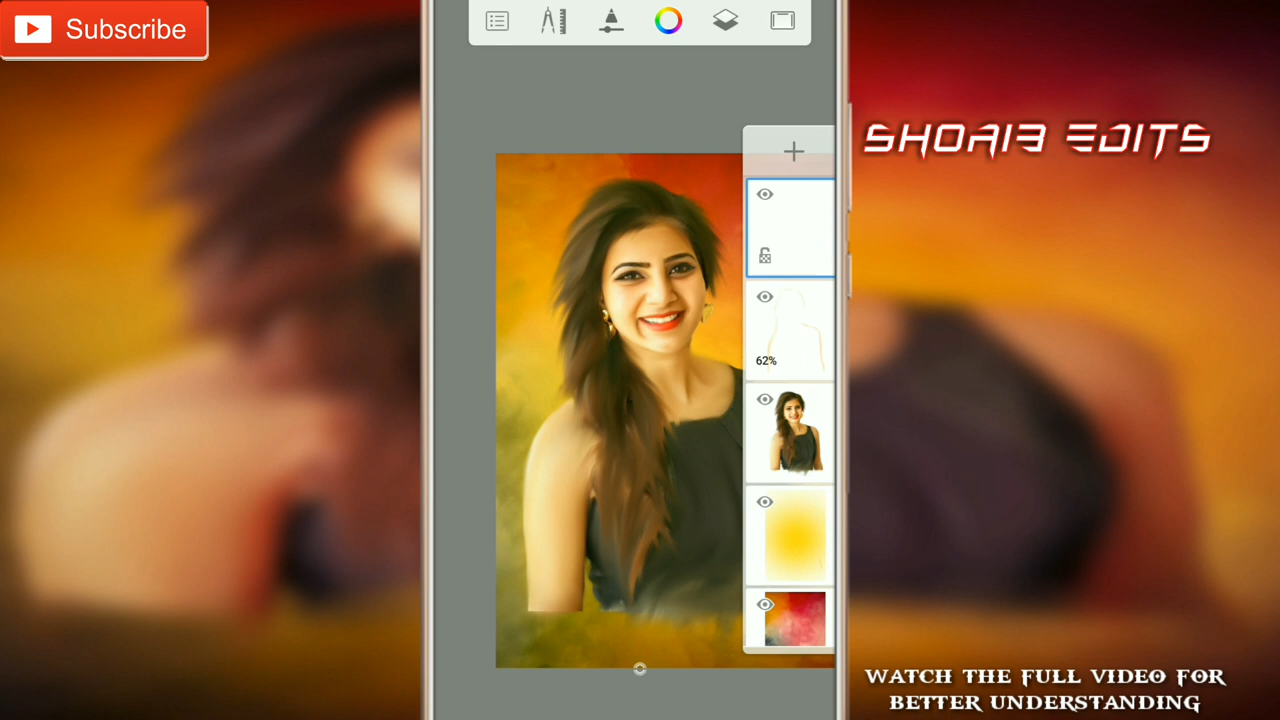 Subscribe
SHOAIB EDITS
62%
WATCH THE FULL VIDEO FOR
BETTER UNDERSTANDING